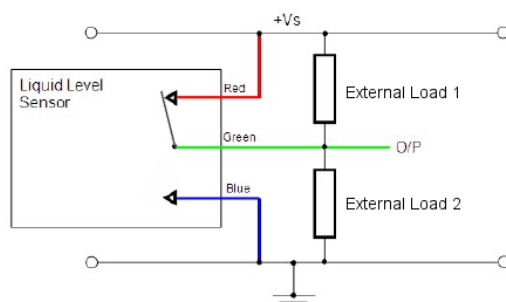 +Vs
Liquid Level
Sensor
Red
External Load 1
Green
O/P
Blue
External Load 2